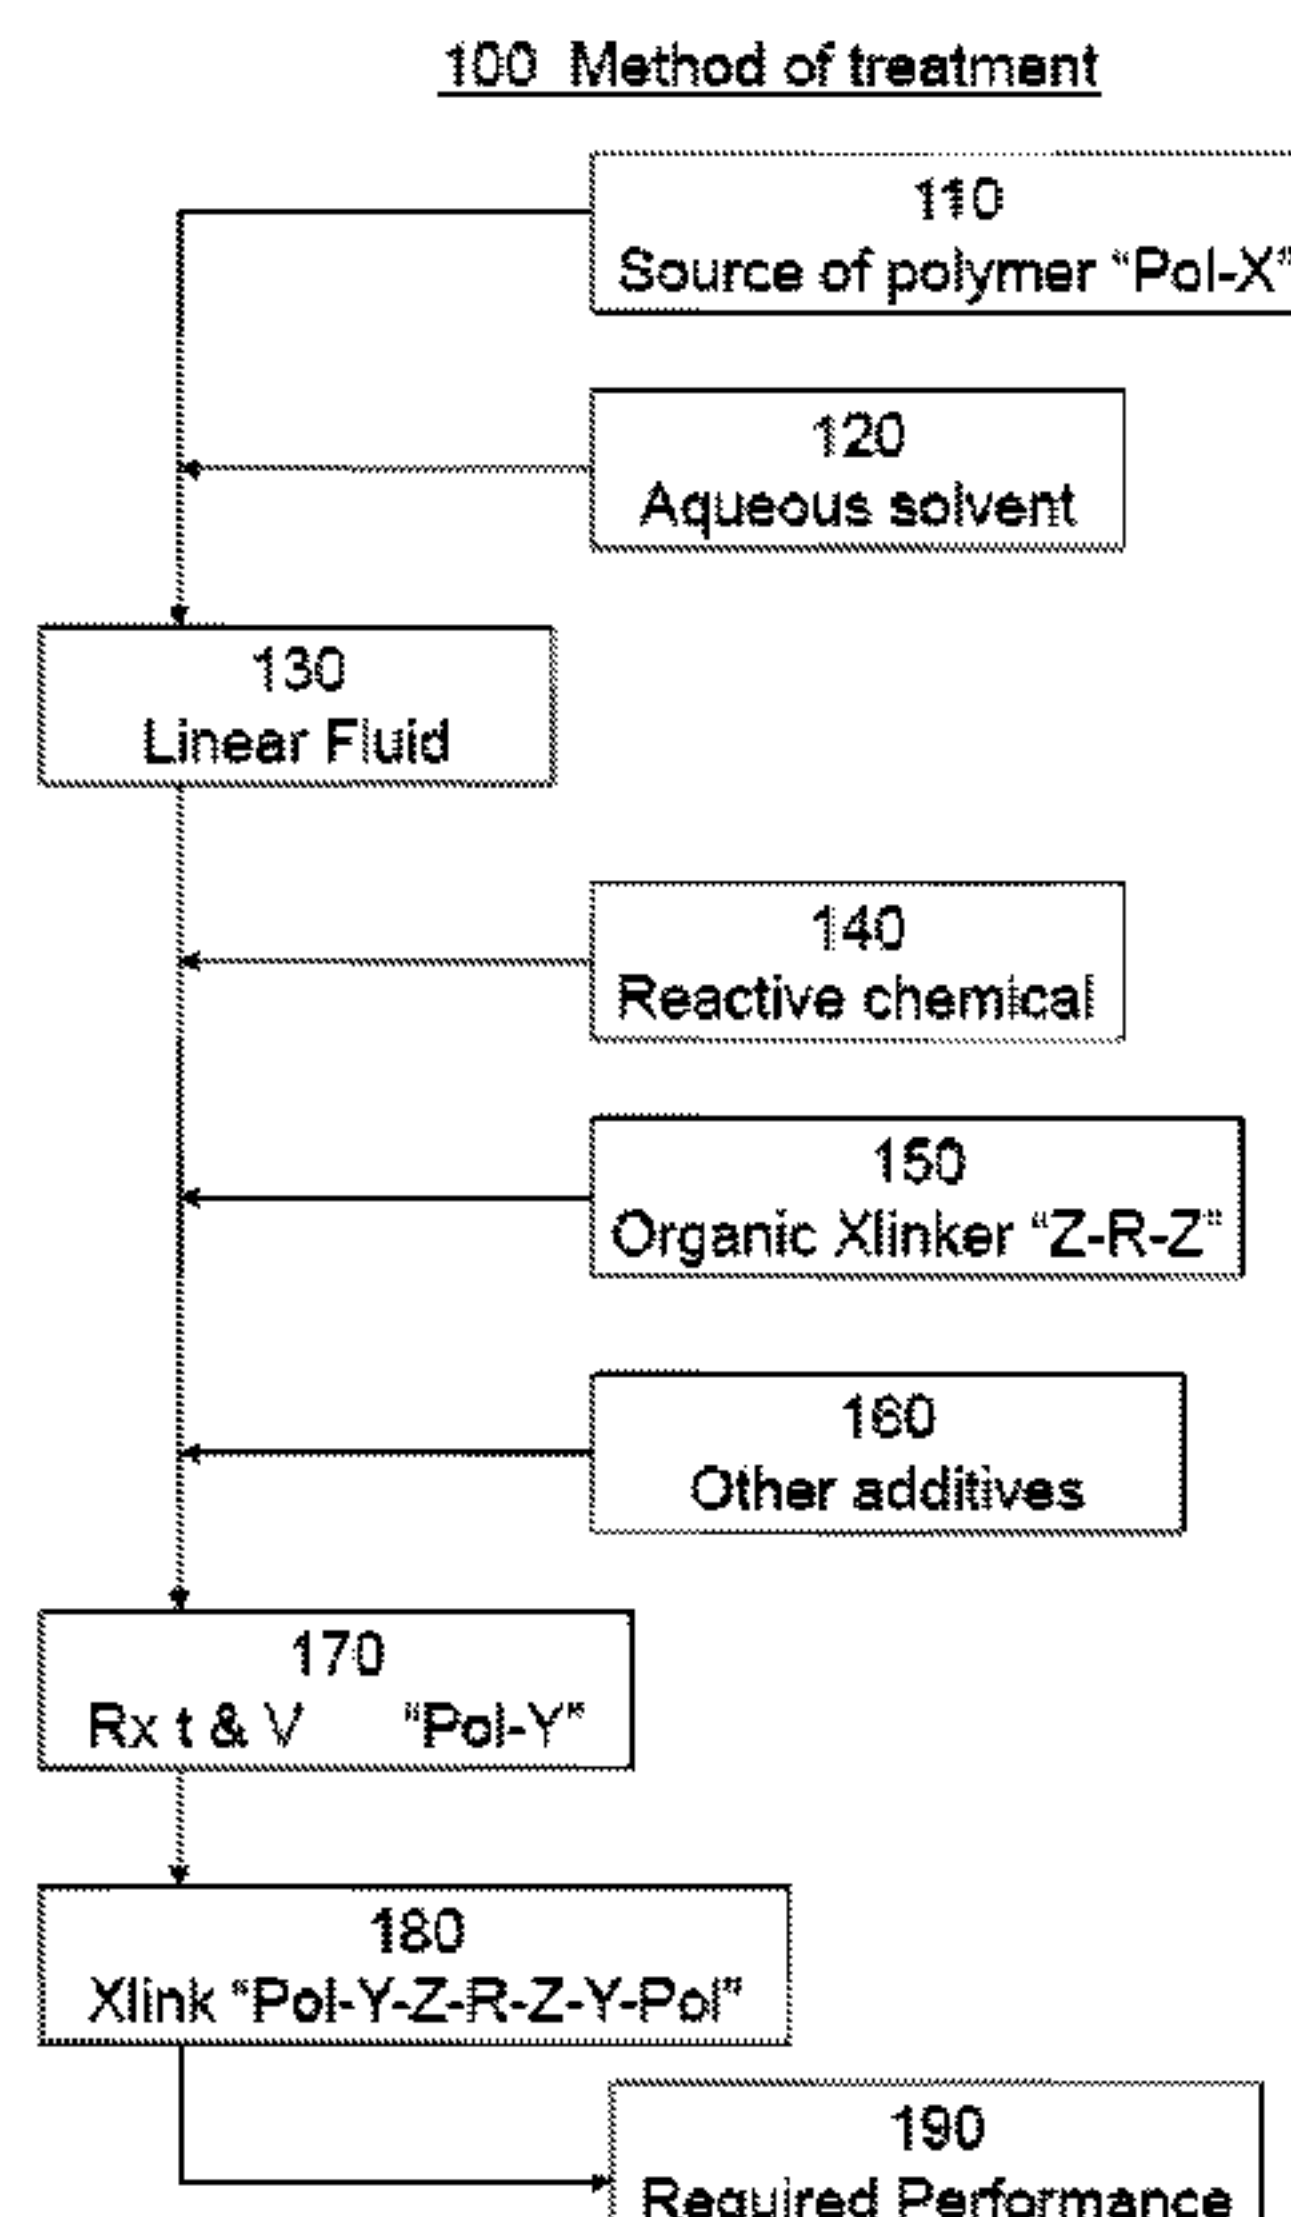 100 Method of treatment
110
Source of polymer “Pol-X”
120
Aqueous solvent
130
Linear Fluid
140
Reactive chemical
150
Organic Xlinker “Z-R-Z”
160
Other additives
170
Rx t & V “Pol-Y”
180
Xlink “Pol-Y-Z-R-Z-Y-Pol”
190
Required Performance